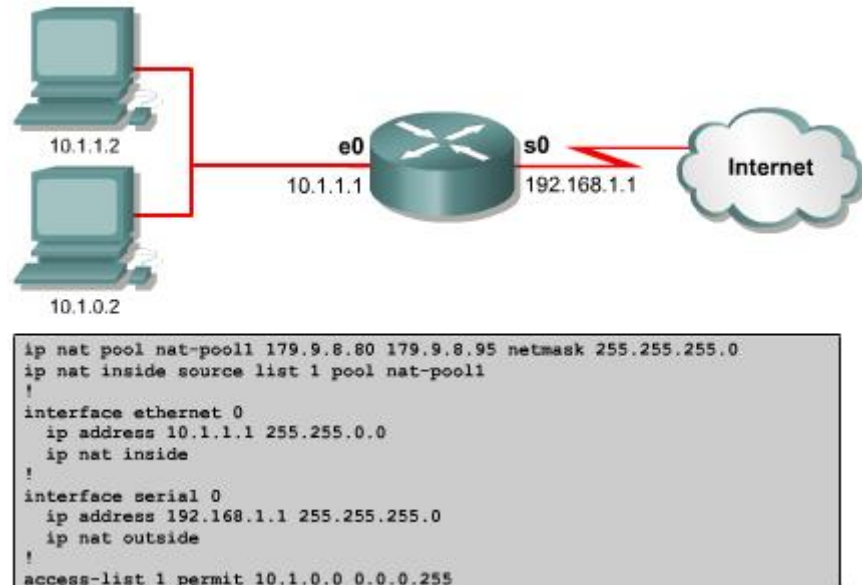 10.1.1.2
e0
s0
10.1.1.1
192.168.1.1
Internet
10.1.0.2
ip nat pool nat-pool1 179.9.8.80 179.9.8.95 netmask 255.255.255.0
ip nat inside source list 1 pool nat-pool1
!
interface ethernet 0
ip address 10.1.1.1 255.255.0.0
ip nat inside
!
interface serial 0
ip address 192.168.1.1 255.255.255.0
ip nat outside
!
access-list 1 permit 10.1.0.0 0.0.0.255